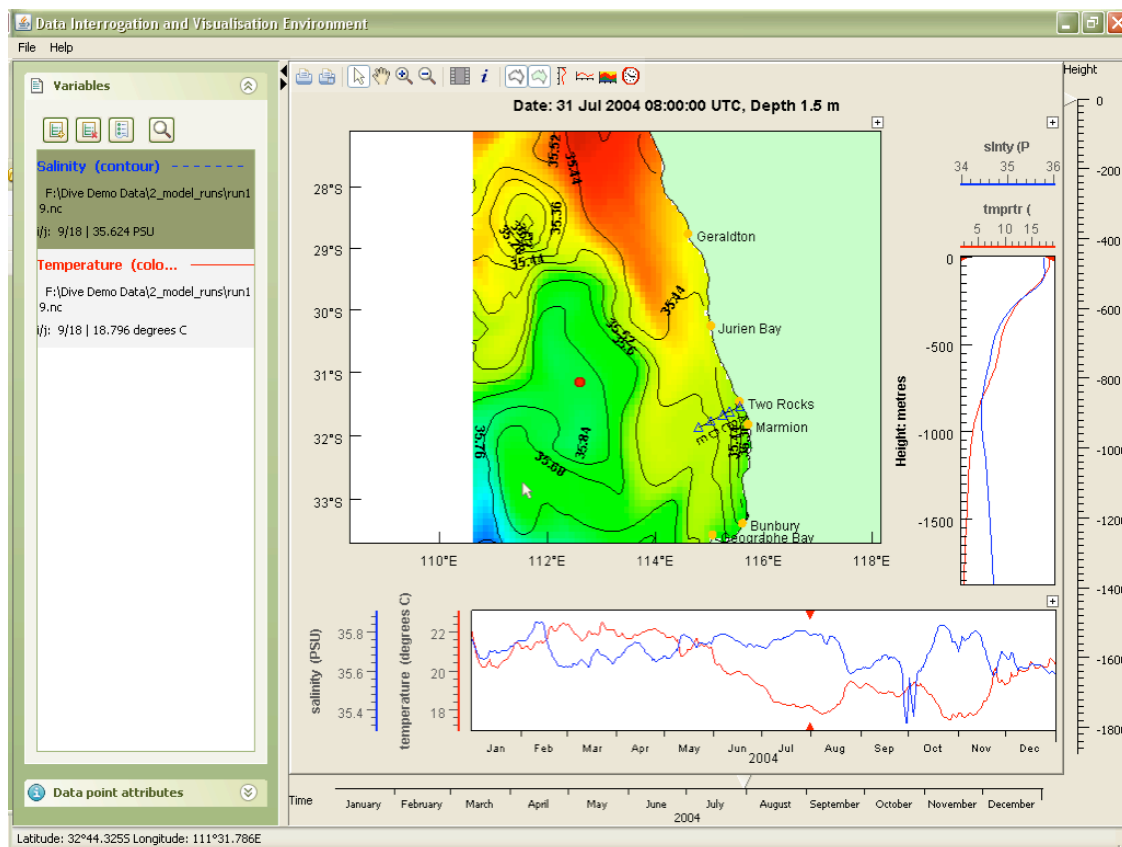 Data Interrogation and Visualisation Environment
File Help
Variables
Salinity (contour)
F:\Dive Demo Data\2_model_runs\run1
9.nc
i/j: 9/18 | 35.624 PSU
Temperature (colo...
F:\Dive Demo Data\2_model_runs\run1
9.nc
i/j: 9/18 | 18.796 degrees C
Data point attributes
Date: 31 Jul 2004 08:00:00 UTC, Depth 1.5 m
28°S
29°S
30°S
31°S
32°S
33°S
110°E 112°E 114°E 116°E 118°E
35.52
35.44
35.36
35.44
35.44
35.52
35.6
35.84
35.76
35.68
35.44
Geraldton
Jurien Bay
Two Rocks
Marmion
Bunbury
Geographe Bay
slnty (P
34 35 36
tmprtr (
5 10 15
Height: metres
0
-500
-1000
-1500
Height
0
-200
-400
-600
-800
-1000
-1200
-1400
-1600
-1800
salinity (PSU)
35.8
35.6
35.4
temperature (degrees C)
22
20
18
Jan Feb Mar Apr May Jun Jul Aug Sep Oct Nov Dec
2004
Time January February March April May June July August September October November December
2004
Latitude: 32°44.325S Longitude: 111°31.786E